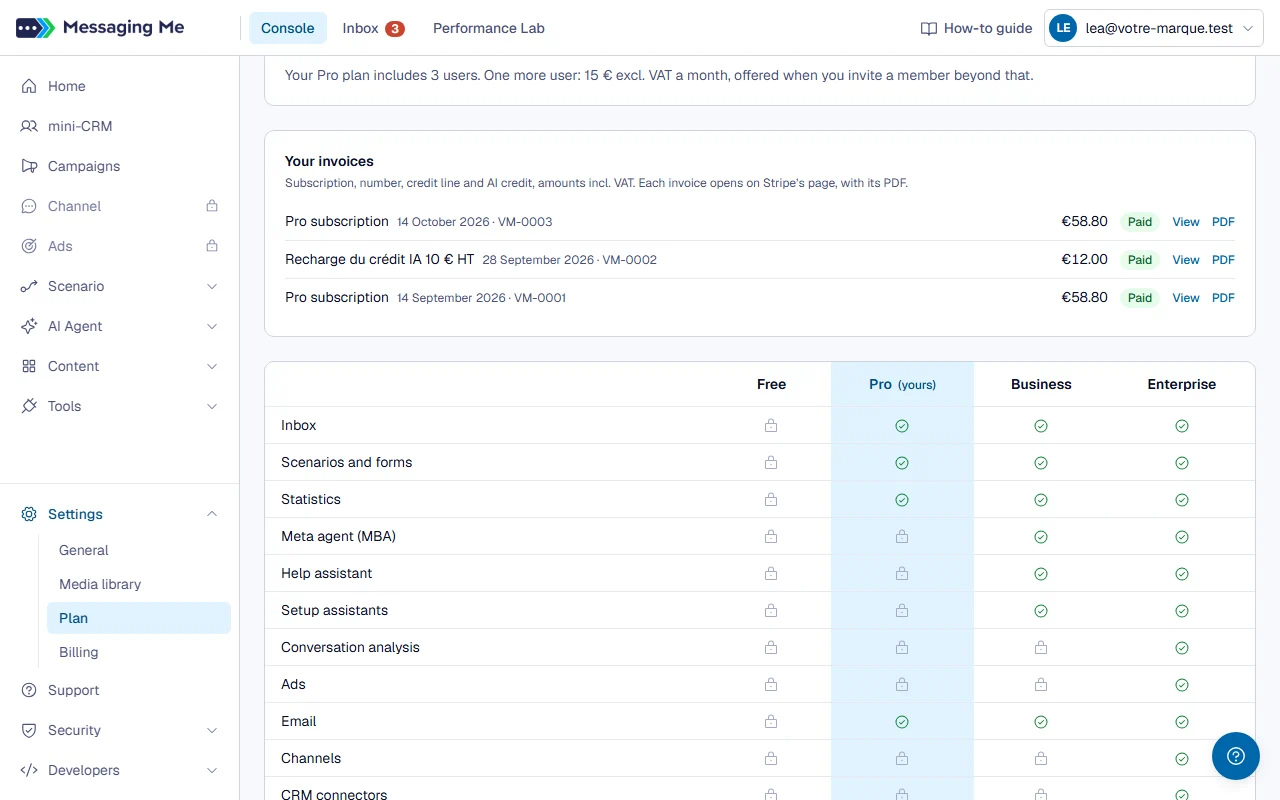 Messaging Me
Console
Inbox 3
Performance Lab
How-to guide
LE lea@votre-marque.test
Home
mini-CRM
Campaigns
Channel
Ads
Scenario
AI Agent
Content
Tools
Settings
General
Media library
Plan
Billing
Support
Security
Developers
Your Pro plan includes 3 users. One more user: 15 € excl. VAT a month, offered when you invite a member beyond that.
Your invoices
Subscription, number, credit line and AI credit, amounts incl. VAT. Each invoice opens on Stripe's page, with its PDF.
Pro subscription 14 October 2026 · VM-0003 €58.80 Paid View PDF
Recharge du crédit IA 10 € HT 28 September 2026 · VM-0002 €12.00 Paid View PDF
Pro subscription 14 September 2026 · VM-0001 €58.80 Paid View PDF
Free Pro (yours) Business Enterprise
Inbox
Scenarios and forms
Statistics
Meta agent (MBA)
Help assistant
Setup assistants
Conversation analysis
Ads
Email
Channels
CRM connectors